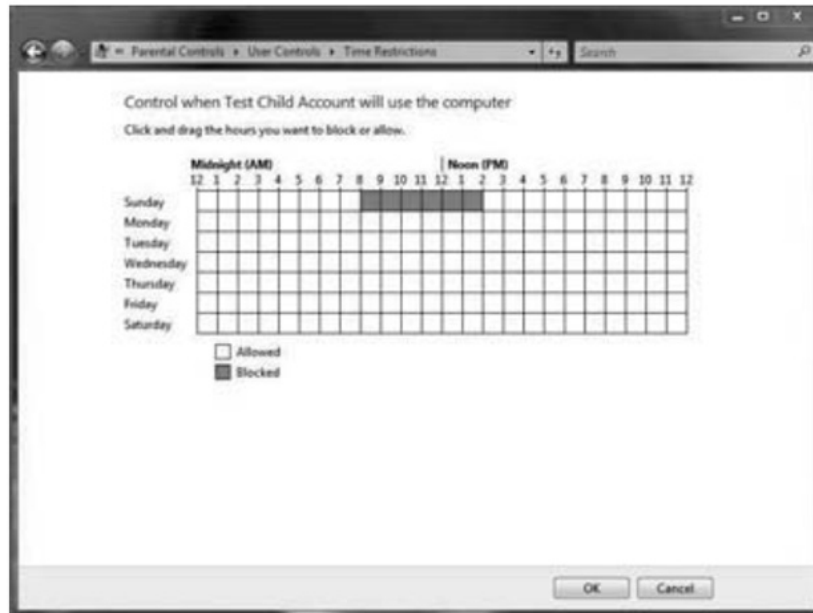 Parental Controls ▸ User Controls ▸ Time Restrictions
Search
Control when Test Child Account will use the computer
Click and drag the hours you want to block or allow.
Midnight (AM) Noon (PM)
12 1 2 3 4 5 6 7 8 9 10 11 12 1 2 3 4 5 6 7 8 9 10 11 12
Sunday
Monday
Tuesday
Wednesday
Thursday
Friday
Saturday
Allowed
Blocked
OK Cancel